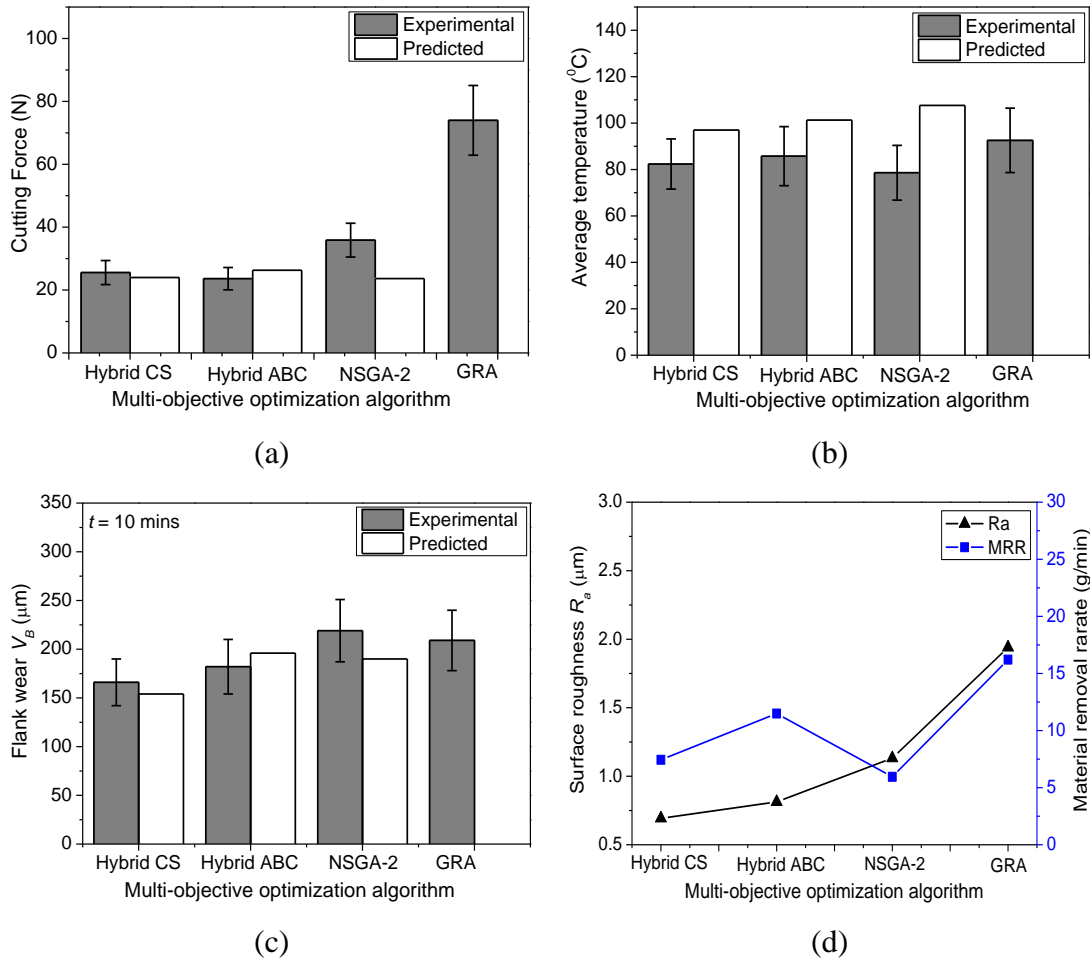 Experimental
Predicted
100
80
60
40
20
0
Cutting Force (N)
Hybrid CS Hybrid ABC NSGA-2 GRA
Multi-objective optimization algorithm
(a)
Experimental
Predicted
140
120
100
80
60
40
20
0
Average temperature (⁰C)
Hybrid CS Hybrid ABC NSGA-2 GRA
Multi-objective optimization algorithm
(b)
t = 10 mins
Experimental
Predicted
350
300
250
200
150
100
50
0
Flank wear V_B (μm)
Hybrid CS Hybrid ABC NSGA-2 GRA
Multi-objective optimization algorithm
(c)
Ra
MRR
3.0
2.5
2.0
1.5
1.0
0.5
Surface roughness R_a (μm)
30
25
20
15
10
5
0
Material removal rarate (g/min)
Hybrid CS Hybrid ABC NSGA-2 GRA
Multi-objective optimization algorithm
(d)